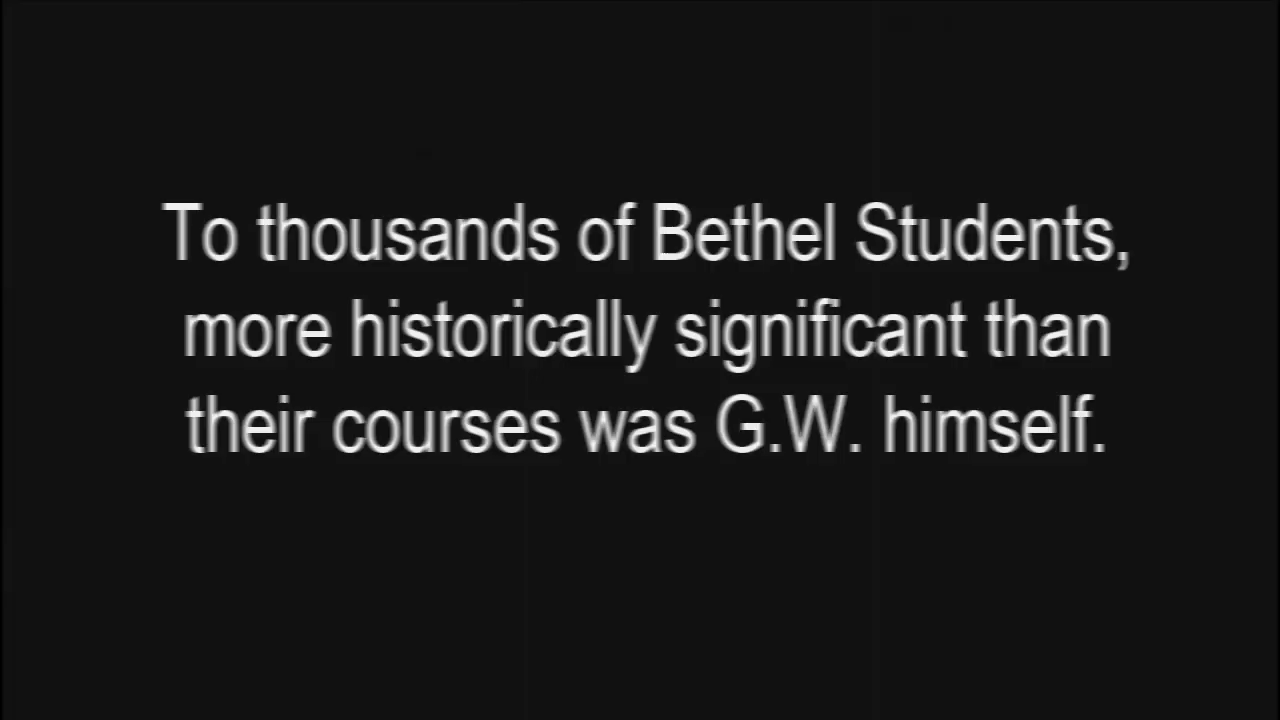 To thousands of Bethel Students,
more historically significant than
their courses was G.W. himself.